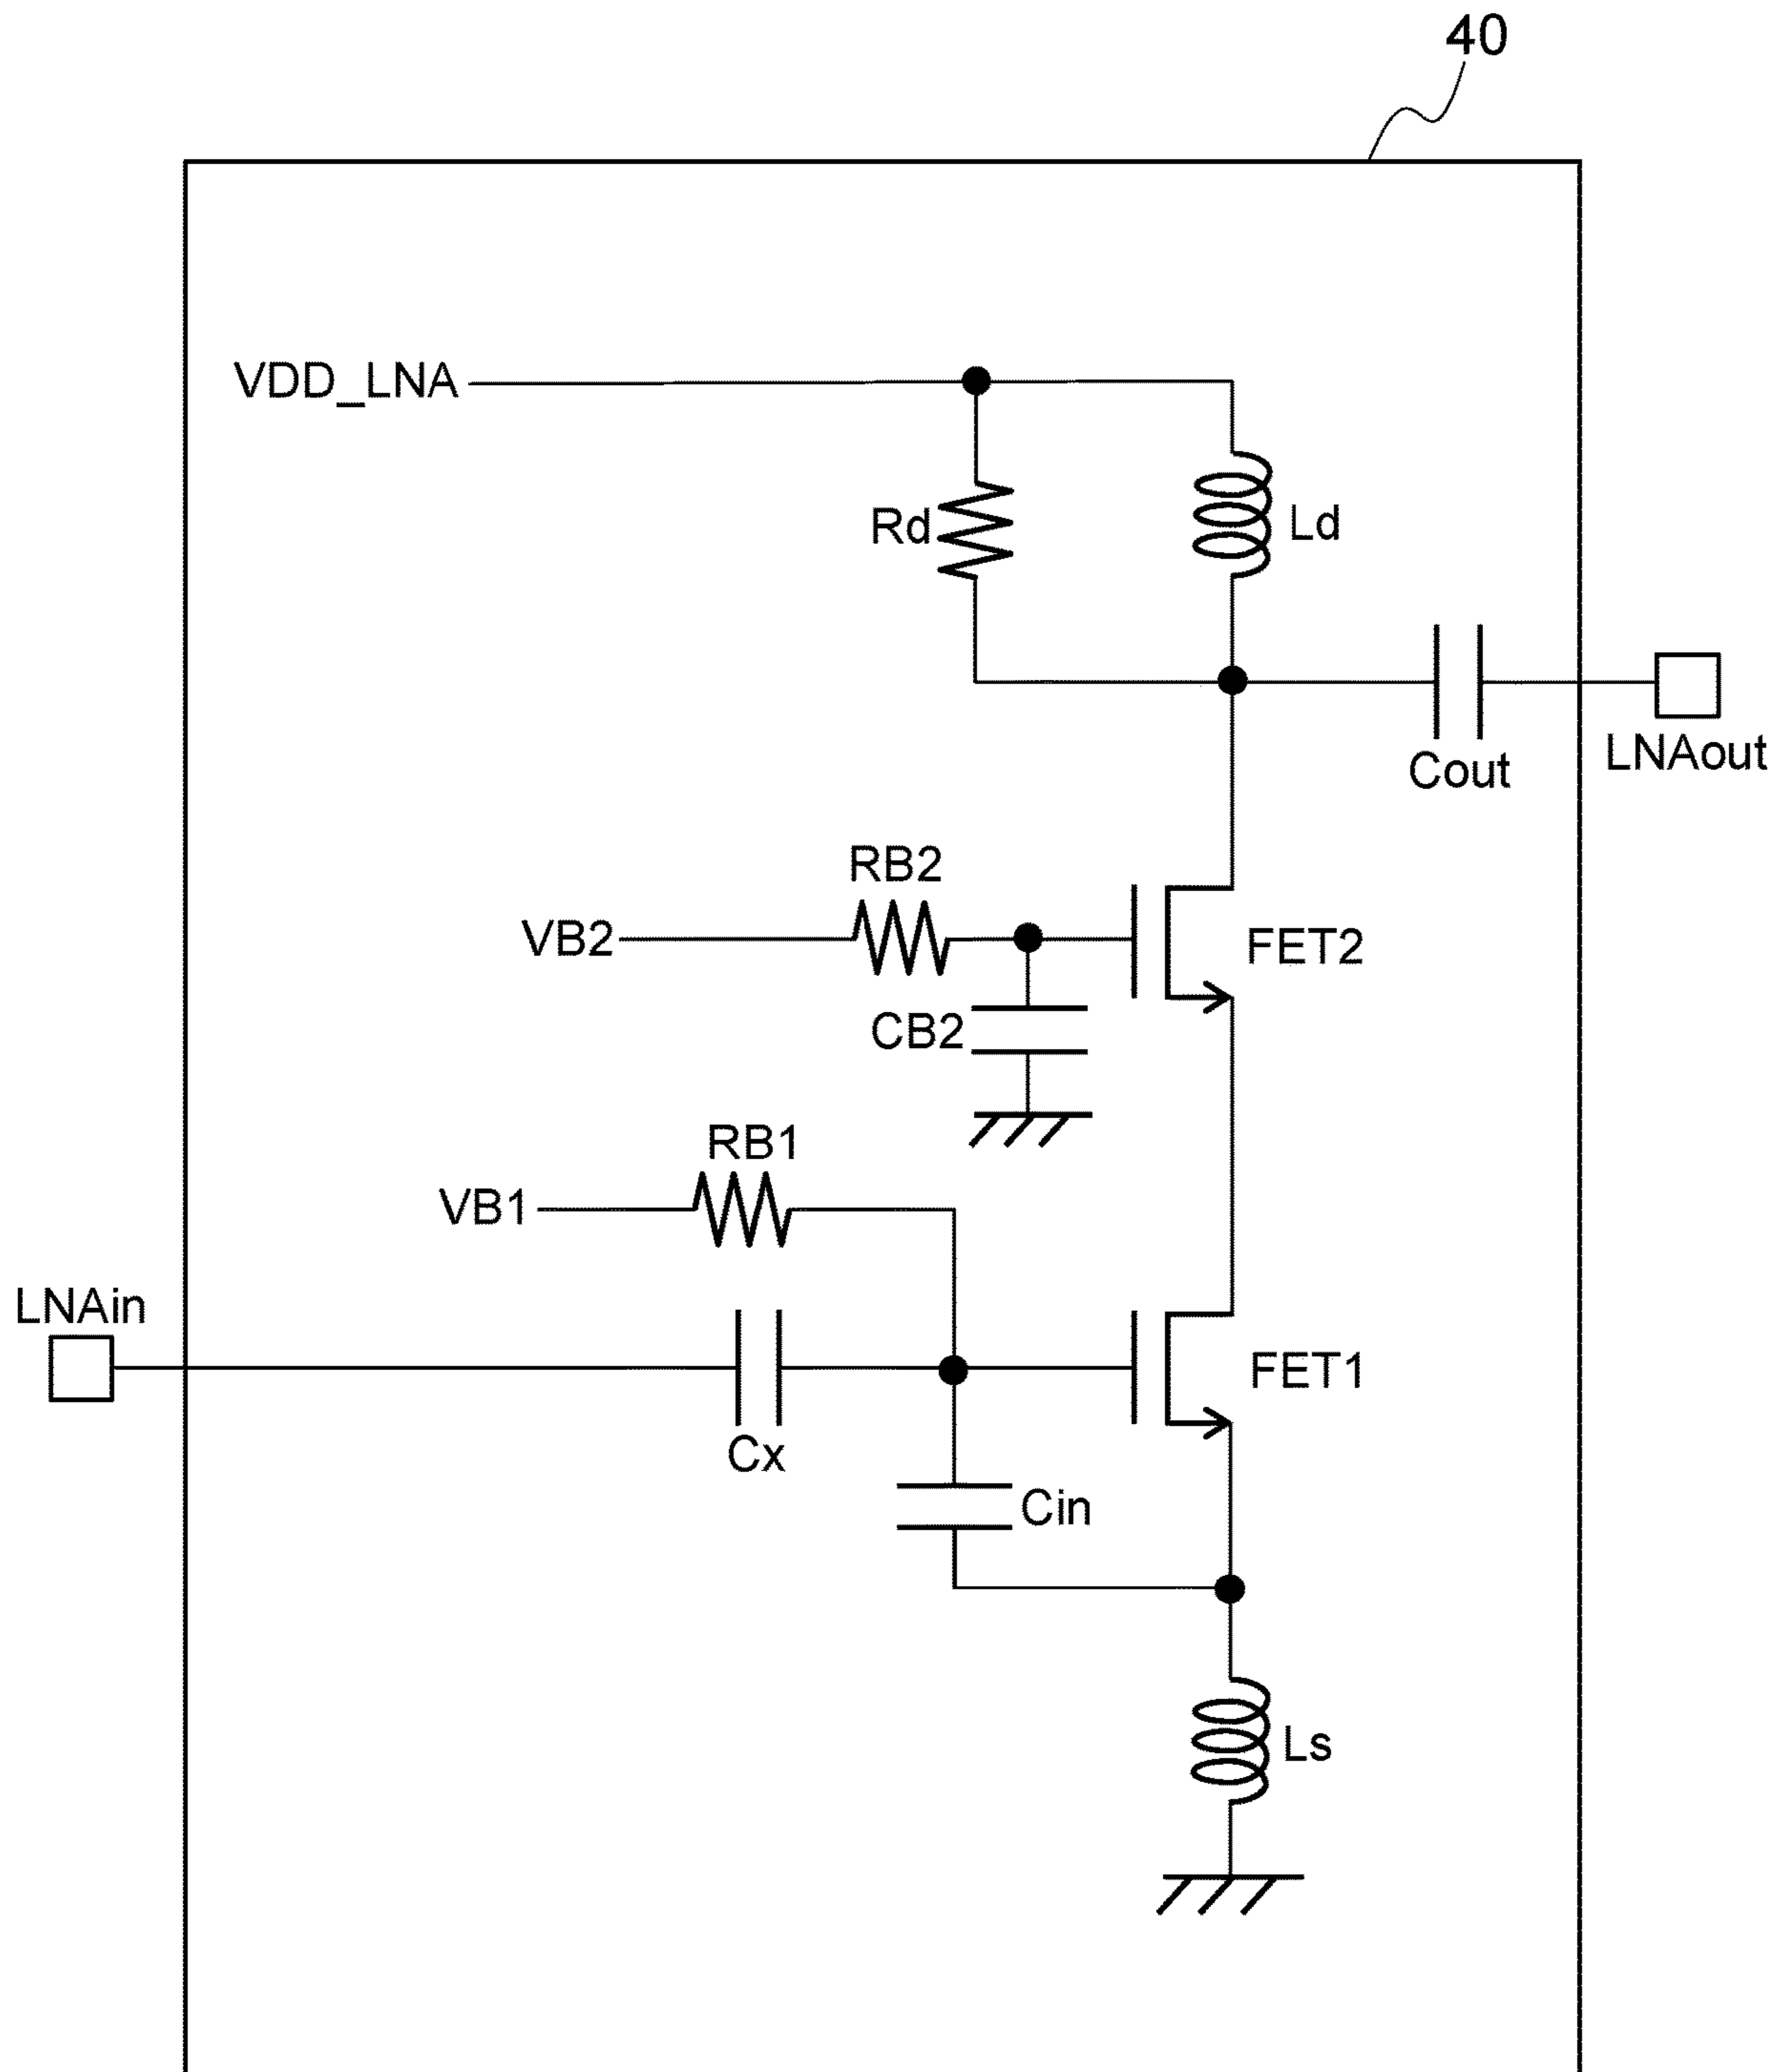 40
VDD_LNA
Rd
Ld
Cout
LNAout
RB2
VB2
FET2
CB2
RB1
VB1
LNAin
FET1
Cx
Cin
Ls